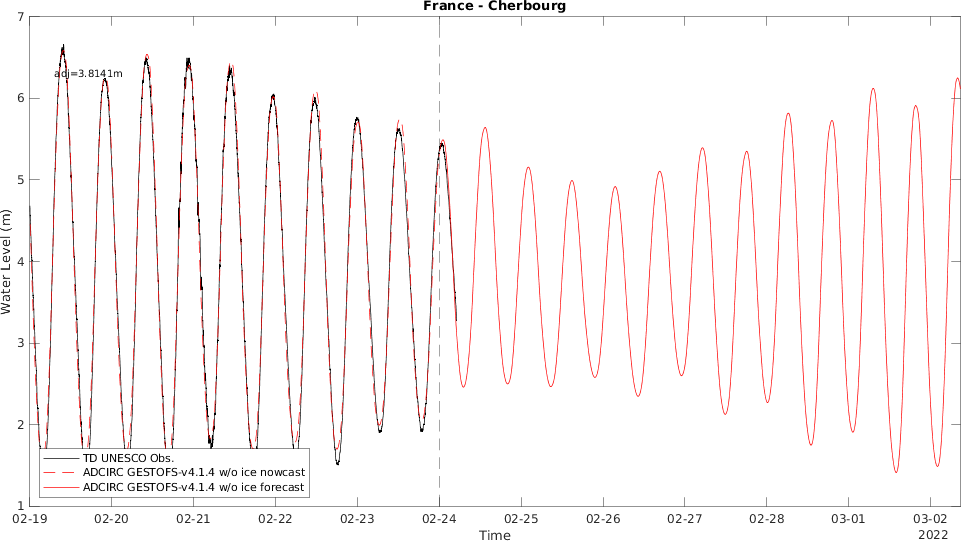 France - Cherbourg
7
adj=3.8141m
6
5
4
3
2
1
Water Level (m)
TD UNESCO Obs.
ADCIRC GESTOFS-v4.1.4 w/o ice nowcast
ADCIRC GESTOFS-v4.1.4 w/o ice forecast
02-19 02-20 02-21 02-22 02-23 02-24 02-25 02-26 02-27 02-28 03-01 03-02
Time
2022